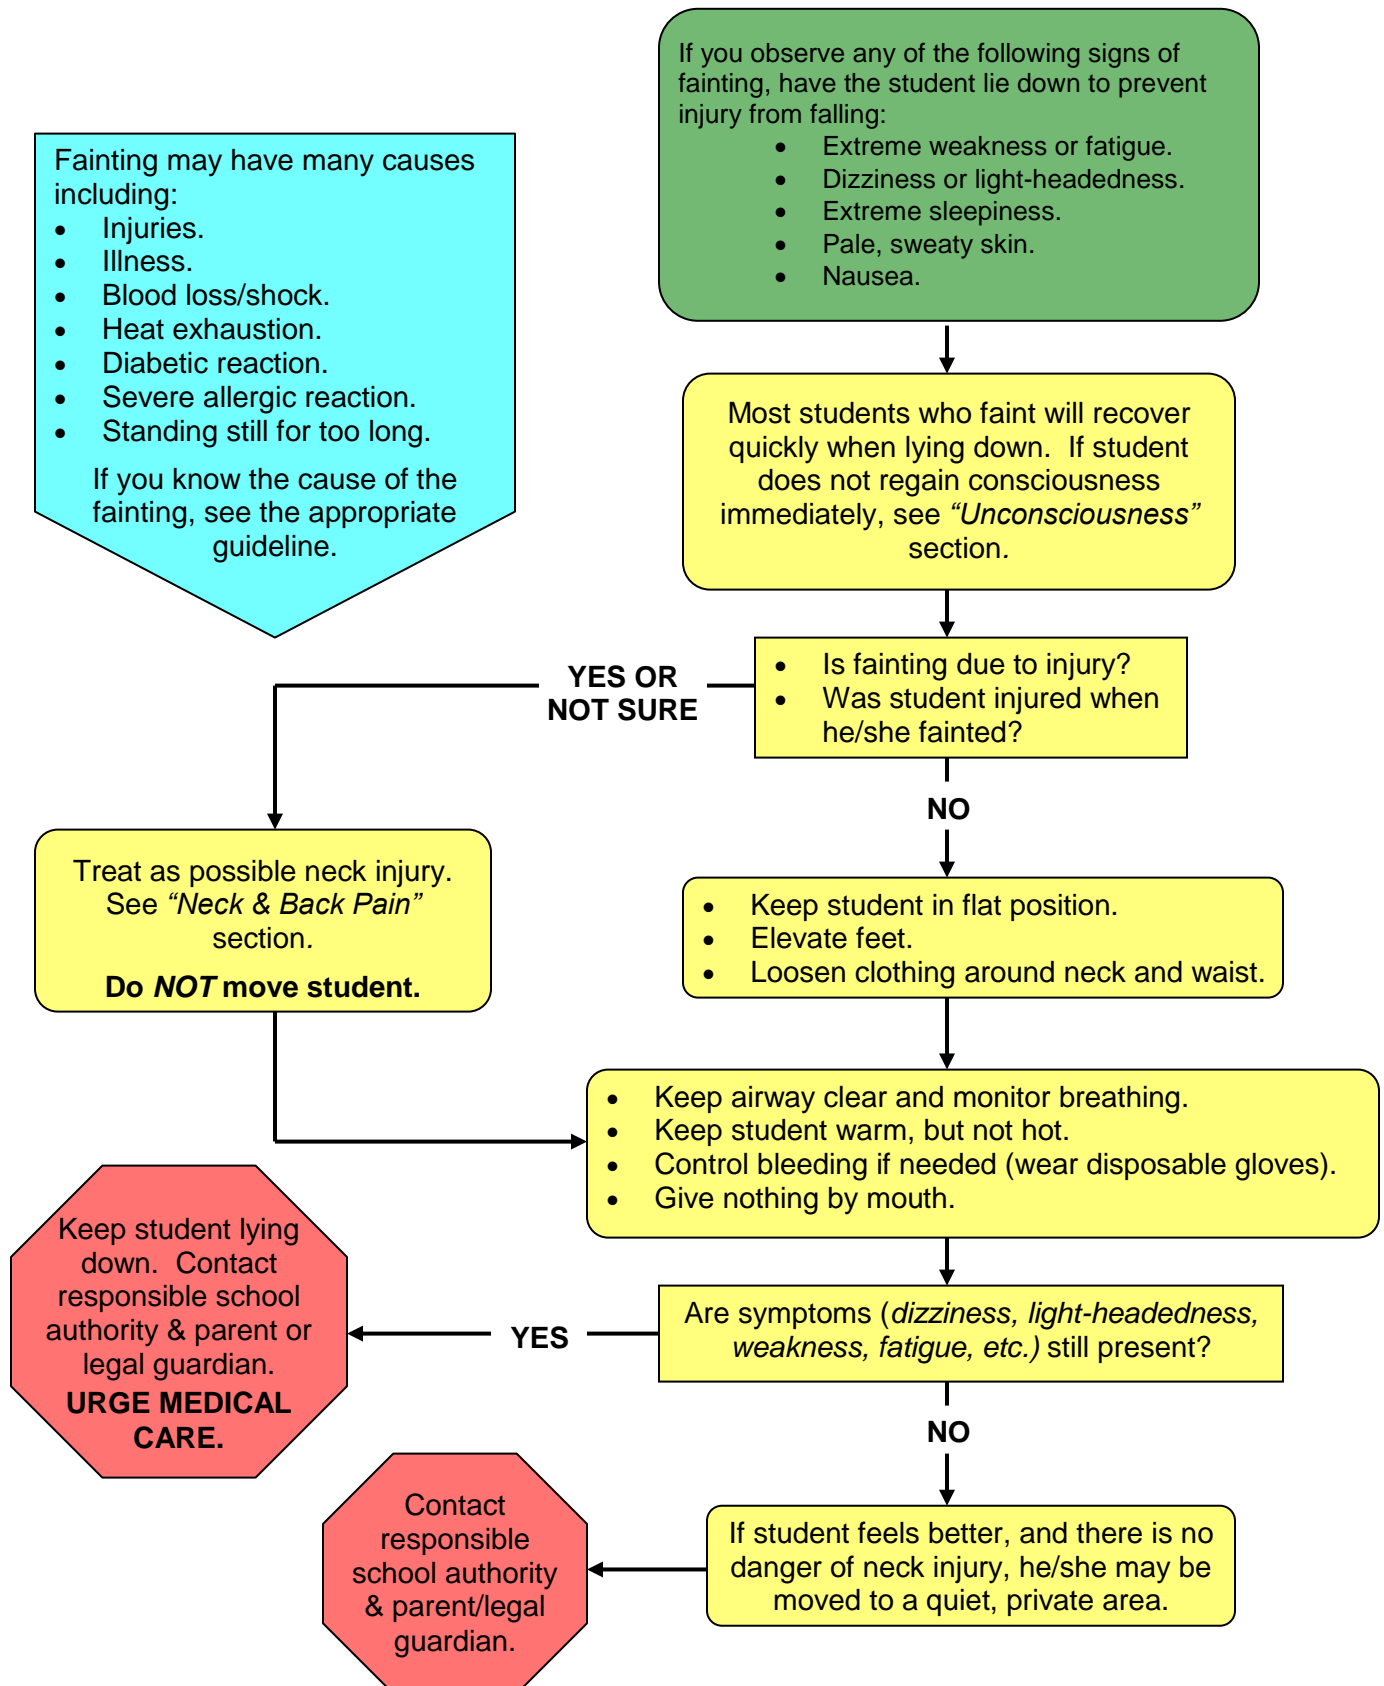 If you observe any of the following signs of
fainting, have the student lie down to prevent
injury from falling:
• Extreme weakness or fatigue.
• Dizziness or light-headedness.
• Extreme sleepiness.
• Pale, sweaty skin.
• Nausea.
Fainting may have many causes
including:
• Injuries.
• Illness.
• Blood loss/shock.
• Heat exhaustion.
• Diabetic reaction.
• Severe allergic reaction.
• Standing still for too long.
If you know the cause of the
fainting, see the appropriate
guideline.
Most students who faint will recover
quickly when lying down.  If student
does not regain consciousness
immediately, see “Unconsciousness”
section.
• Is fainting due to injury?
• Was student injured when
he/she fainted?
YES OR
NOT SURE
NO
Treat as possible neck injury.
See “Neck & Back Pain”
section.
Do NOT move student.
• Keep student in flat position.
• Elevate feet.
• Loosen clothing around neck and waist.
• Keep airway clear and monitor breathing.
• Keep student warm, but not hot.
• Control bleeding if needed (wear disposable gloves).
• Give nothing by mouth.
Are symptoms (dizziness, light-headedness,
weakness, fatigue, etc.) still present?
YES
Keep student lying
down.  Contact
responsible school
authority & parent or
legal guardian.
URGE MEDICAL
CARE.
NO
If student feels better, and there is no
danger of neck injury, he/she may be
moved to a quiet, private area.
Contact
responsible
school authority
& parent/legal
guardian.